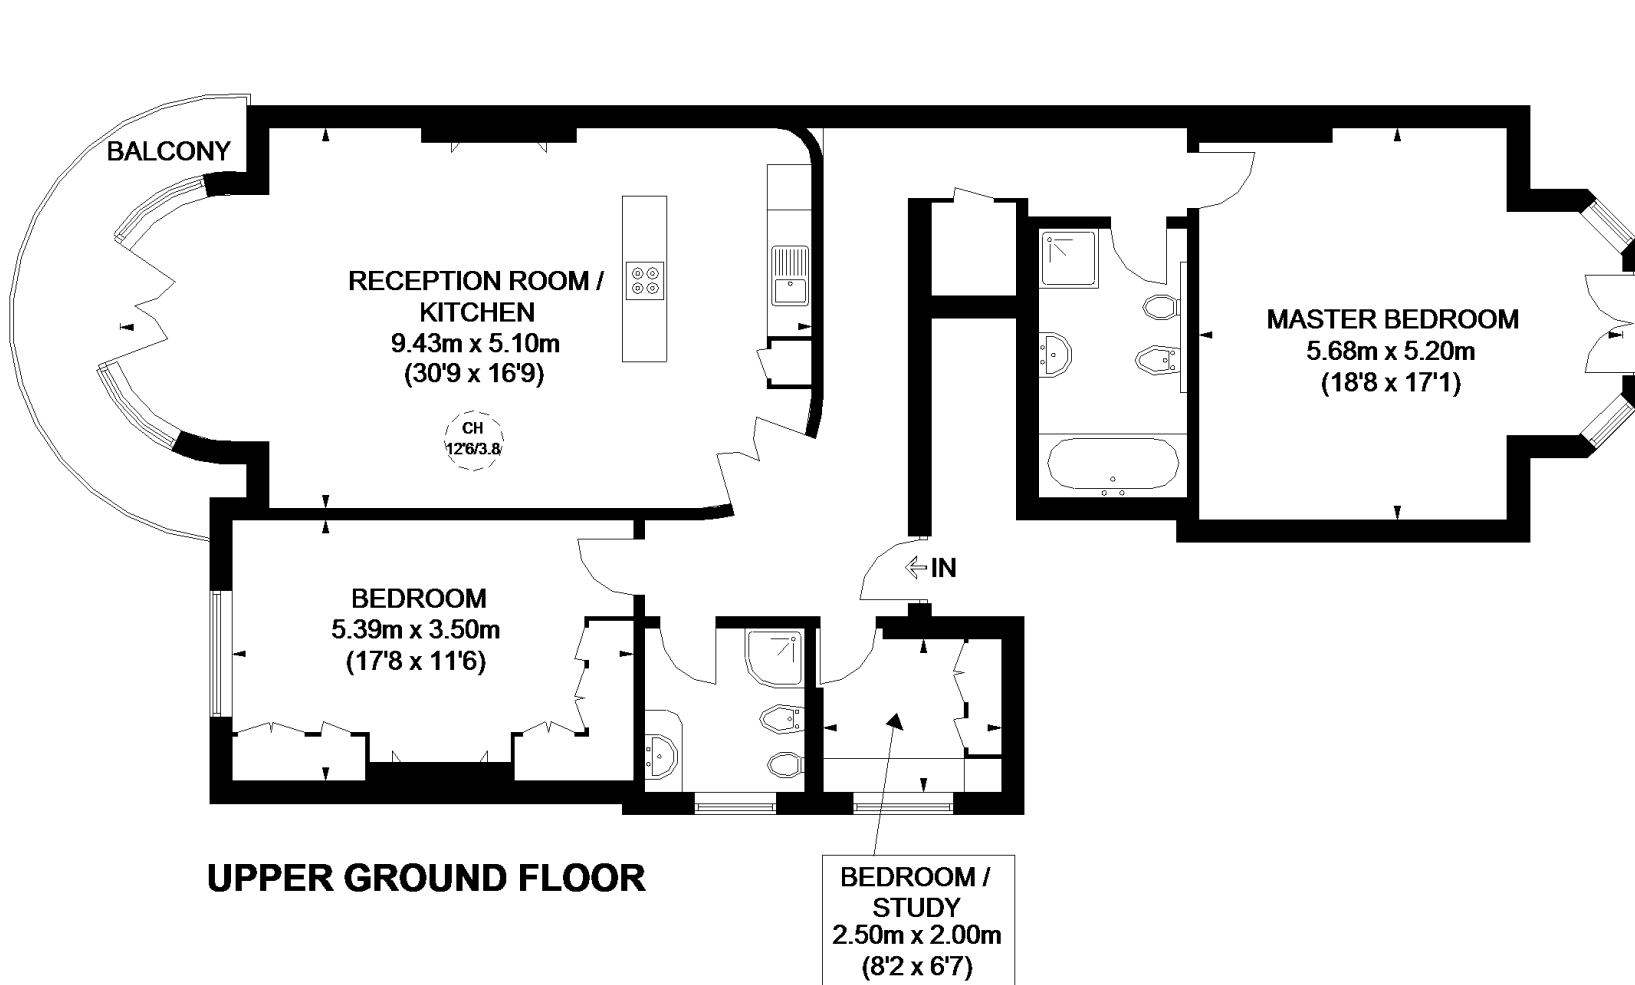 BALCONY
RECEPTION ROOM /
KITCHEN
9.43m x 5.10m
(30'9 x 16'9)
CH
12'6/3.8
MASTER BEDROOM
5.68m x 5.20m
(18'8 x 17'1)
IN
BEDROOM
5.39m x 3.50m
(17'8 x 11'6)
UPPER GROUND FLOOR
BEDROOM /
STUDY
2.50m x 2.00m
(8'2 x 6'7)